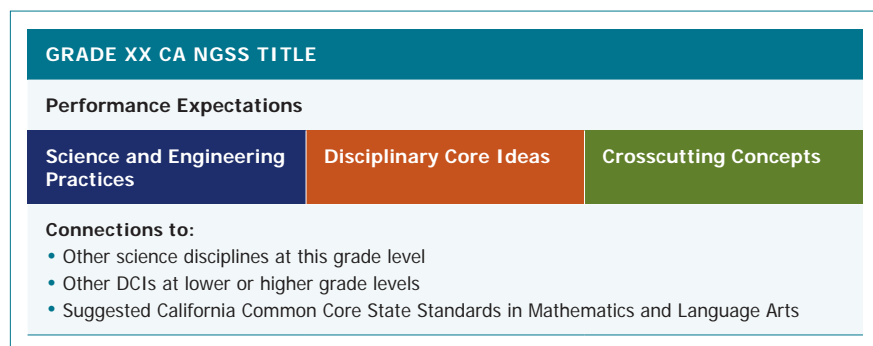 GRADE XX CA NGSS TITLE
Performance Expectations
Science and Engineering
Practices
Disciplinary Core Ideas
Crosscutting Concepts
Connections to:
• Other science disciplines at this grade level
• Other DCIs at lower or higher grade levels
• Suggested California Common Core State Standards in Mathematics and Language Arts